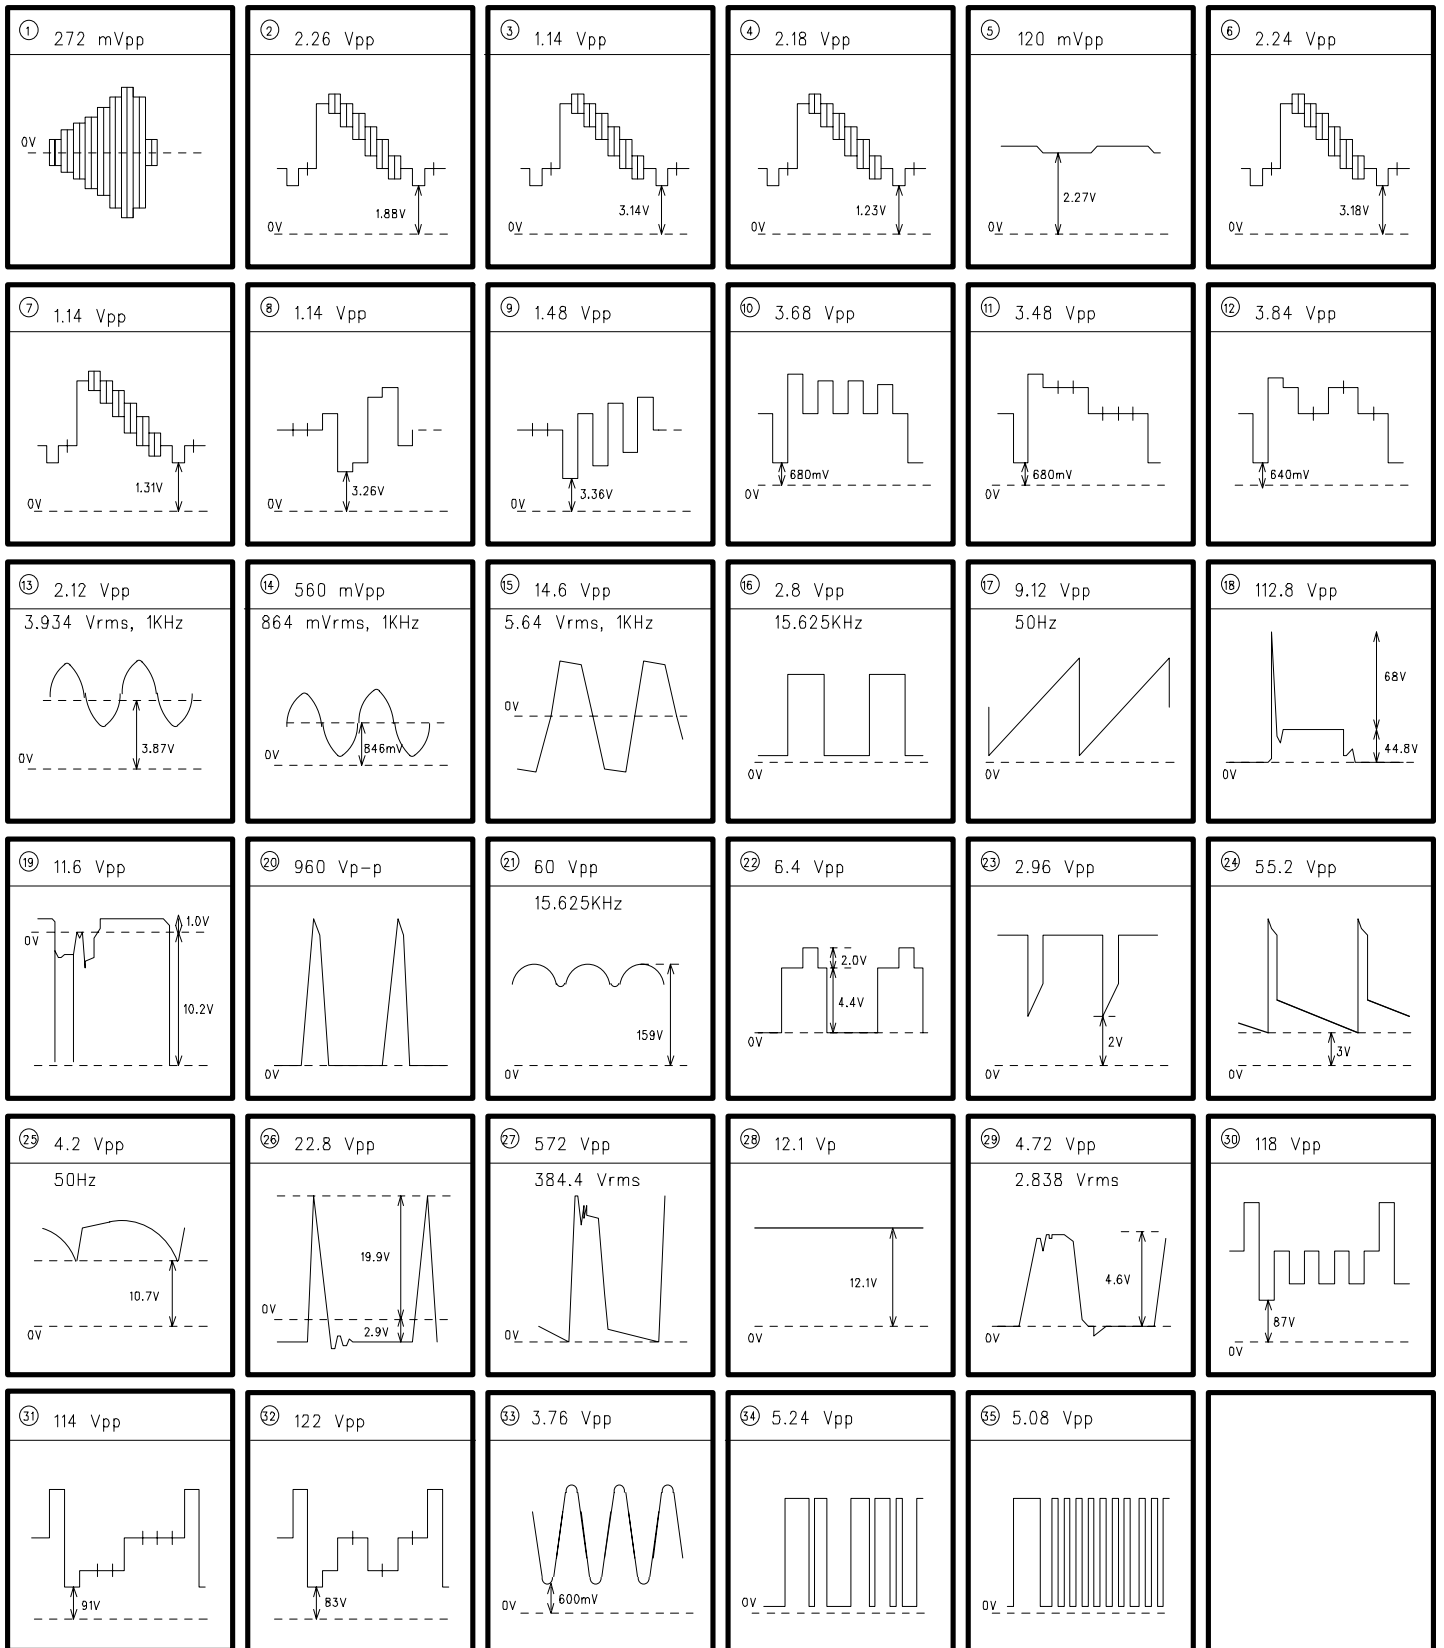 ① 272 mVpp
0V
② 2.26 Vpp
1.88V
0V
③ 1.14 Vpp
3.14V
0V
④ 2.18 Vpp
1.23V
0V
⑤ 120 mVpp
2.27V
0V
⑥ 2.24 Vpp
3.18V
0V
⑦ 1.14 Vpp
1.31V
0V
⑧ 1.14 Vpp
3.26V
0V
⑨ 1.48 Vpp
3.36V
0V
⑩ 3.68 Vpp
680mV
0V
⑪ 3.48 Vpp
680mV
0V
⑫ 3.84 Vpp
640mV
0V
⑬ 2.12 Vpp
3.934 Vrms, 1KHz
3.87V
0V
⑭ 560 mVpp
864 mVrms, 1KHz
846mV
0V
⑮ 14.6 Vpp
5.64 Vrms, 1KHz
0V
⑯ 2.8 Vpp
15.625KHz
0V
⑰ 9.12 Vpp
50Hz
0V
⑱ 112.8 Vpp
68V
44.8V
0V
⑲ 11.6 Vpp
1.0V
0V
10.2V
⑳ 960 Vp-p
0V
㉑ 60 Vpp
15.625KHz
159V
0V
㉒ 6.4 Vpp
2.0V
4.4V
0V
㉓ 2.96 Vpp
2V
0V
㉔ 55.2 Vpp
3V
0V
㉕ 4.2 Vpp
50Hz
10.7V
0V
㉖ 22.8 Vpp
19.9V
0V
2.9V
㉗ 572 Vpp
384.4 Vrms
0V
㉘ 12.1 Vp
12.1V
0V
㉙ 4.72 Vpp
2.838 Vrms
4.6V
0V
㉚ 118 Vpp
87V
0V
㉛ 114 Vpp
91V
㉜ 122 Vpp
83V
㉝ 3.76 Vpp
600mV
0V
㉞ 5.24 Vpp
0V
㉟ 5.08 Vpp
0V